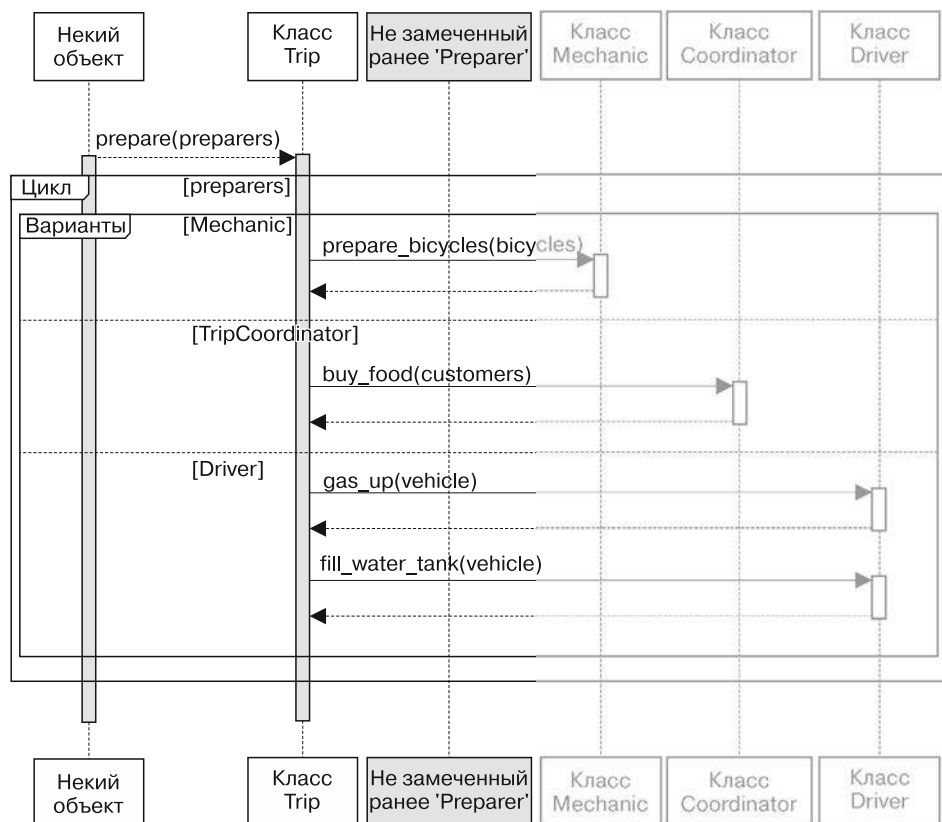 Некий
объект
Класс
Trip
Не замеченный
ранее 'Preparer'
Класс
Mechanic
Класс
Coordinator
Класс
Driver
prepare(preparers)
Цикл
[preparers]
Варианты
[Mechanic]
prepare_bicycles(bicycles)
[TripCoordinator]
buy_food(customers)
[Driver]
gas_up(vehicle)
fill_water_tank(vehicle)
Некий
объект
Класс
Trip
Не замеченный
ранее 'Preparer'
Класс
Mechanic
Класс
Coordinator
Класс
Driver